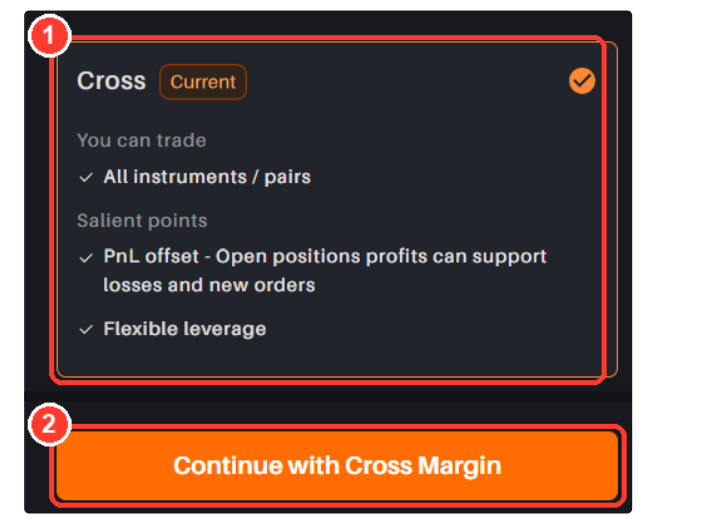 1
Cross Current
You can trade
All instruments / pairs
Salient points
PnL offset - Open positions profits can support
losses and new orders
Flexible leverage
2
Continue with Cross Margin